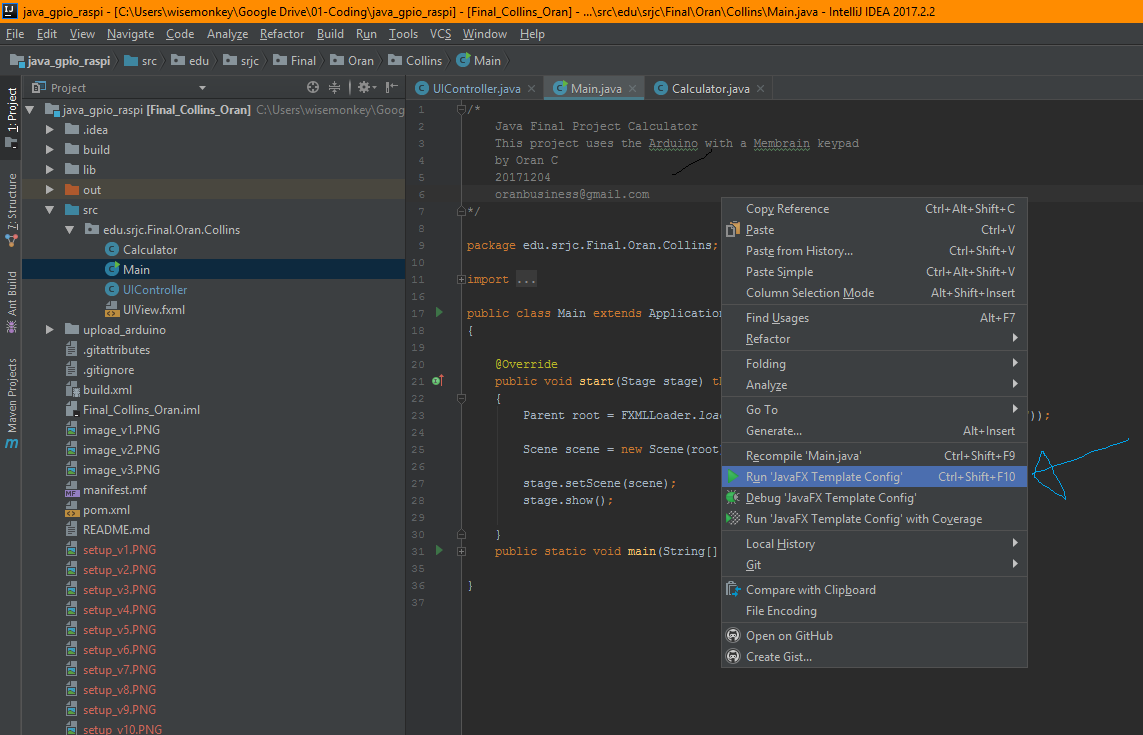 java_gpio_raspi - [C:\Users\wisemonkey\Google Drive\01-Coding\java_gpio_raspi] - [Final_Collins_Oran] - ...\src\edu\srjc\Final\Oran\Collins\Main.java - IntelliJ IDEA 2017.2.2
File Edit View Navigate Code Analyze Refactor Build Run Tools VCS Window Help
java_gpio_raspi src edu srjc Final Oran Collins Main
1: Project
7: Structure
Ant Build
Maven Projects
Project
java_gpio_raspi [Final_Collins_Oran] C:\Users\wisemonkey\Goog
.idea
build
lib
out
src
edu.srjc.Final.Oran.Collins
Calculator
Main
UIController
UIView.fxml
upload_arduino
.gitattributes
.gitignore
build.xml
Final_Collins_Oran.iml
image_v1.PNG
image_v2.PNG
image_v3.PNG
manifest.mf
pom.xml
README.md
setup_v1.PNG
setup_v2.PNG
setup_v3.PNG
setup_v4.PNG
setup_v5.PNG
setup_v6.PNG
setup_v7.PNG
setup_v8.PNG
setup_v9.PNG
setup_v10.PNG
UIController.java Main.java Calculator.java
1 /*
2 Java Final Project Calculator
3 This project uses the Arduino with a Membrain keypad
4 by Oran C
5 20171204
6 oranbusiness@gmail.com
7 */
8
9 package edu.srjc.Final.Oran.Collins;
10
11 import ...
16
17 public class Main extends Application
18 {
19
20 @Override
21 public void start(Stage stage) th
22 {
23 Parent root = FXMLLoader.loa "));
24
25 Scene scene = new Scene(root
26
27 stage.setScene(scene);
28 stage.show();
29
30 }
31 public static void main(String[]
35
36 }
37
Copy Reference Ctrl+Alt+Shift+C
Paste Ctrl+V
Paste from History... Ctrl+Shift+V
Paste Simple Ctrl+Alt+Shift+V
Column Selection Mode Alt+Shift+Insert
Find Usages Alt+F7
Refactor
Folding
Analyze
Go To
Generate... Alt+Insert
Recompile 'Main.java' Ctrl+Shift+F9
Run 'JavaFX Template Config' Ctrl+Shift+F10
Debug 'JavaFX Template Config'
Run 'JavaFX Template Config' with Coverage
Local History
Git
Compare with Clipboard
File Encoding
Open on GitHub
Create Gist...